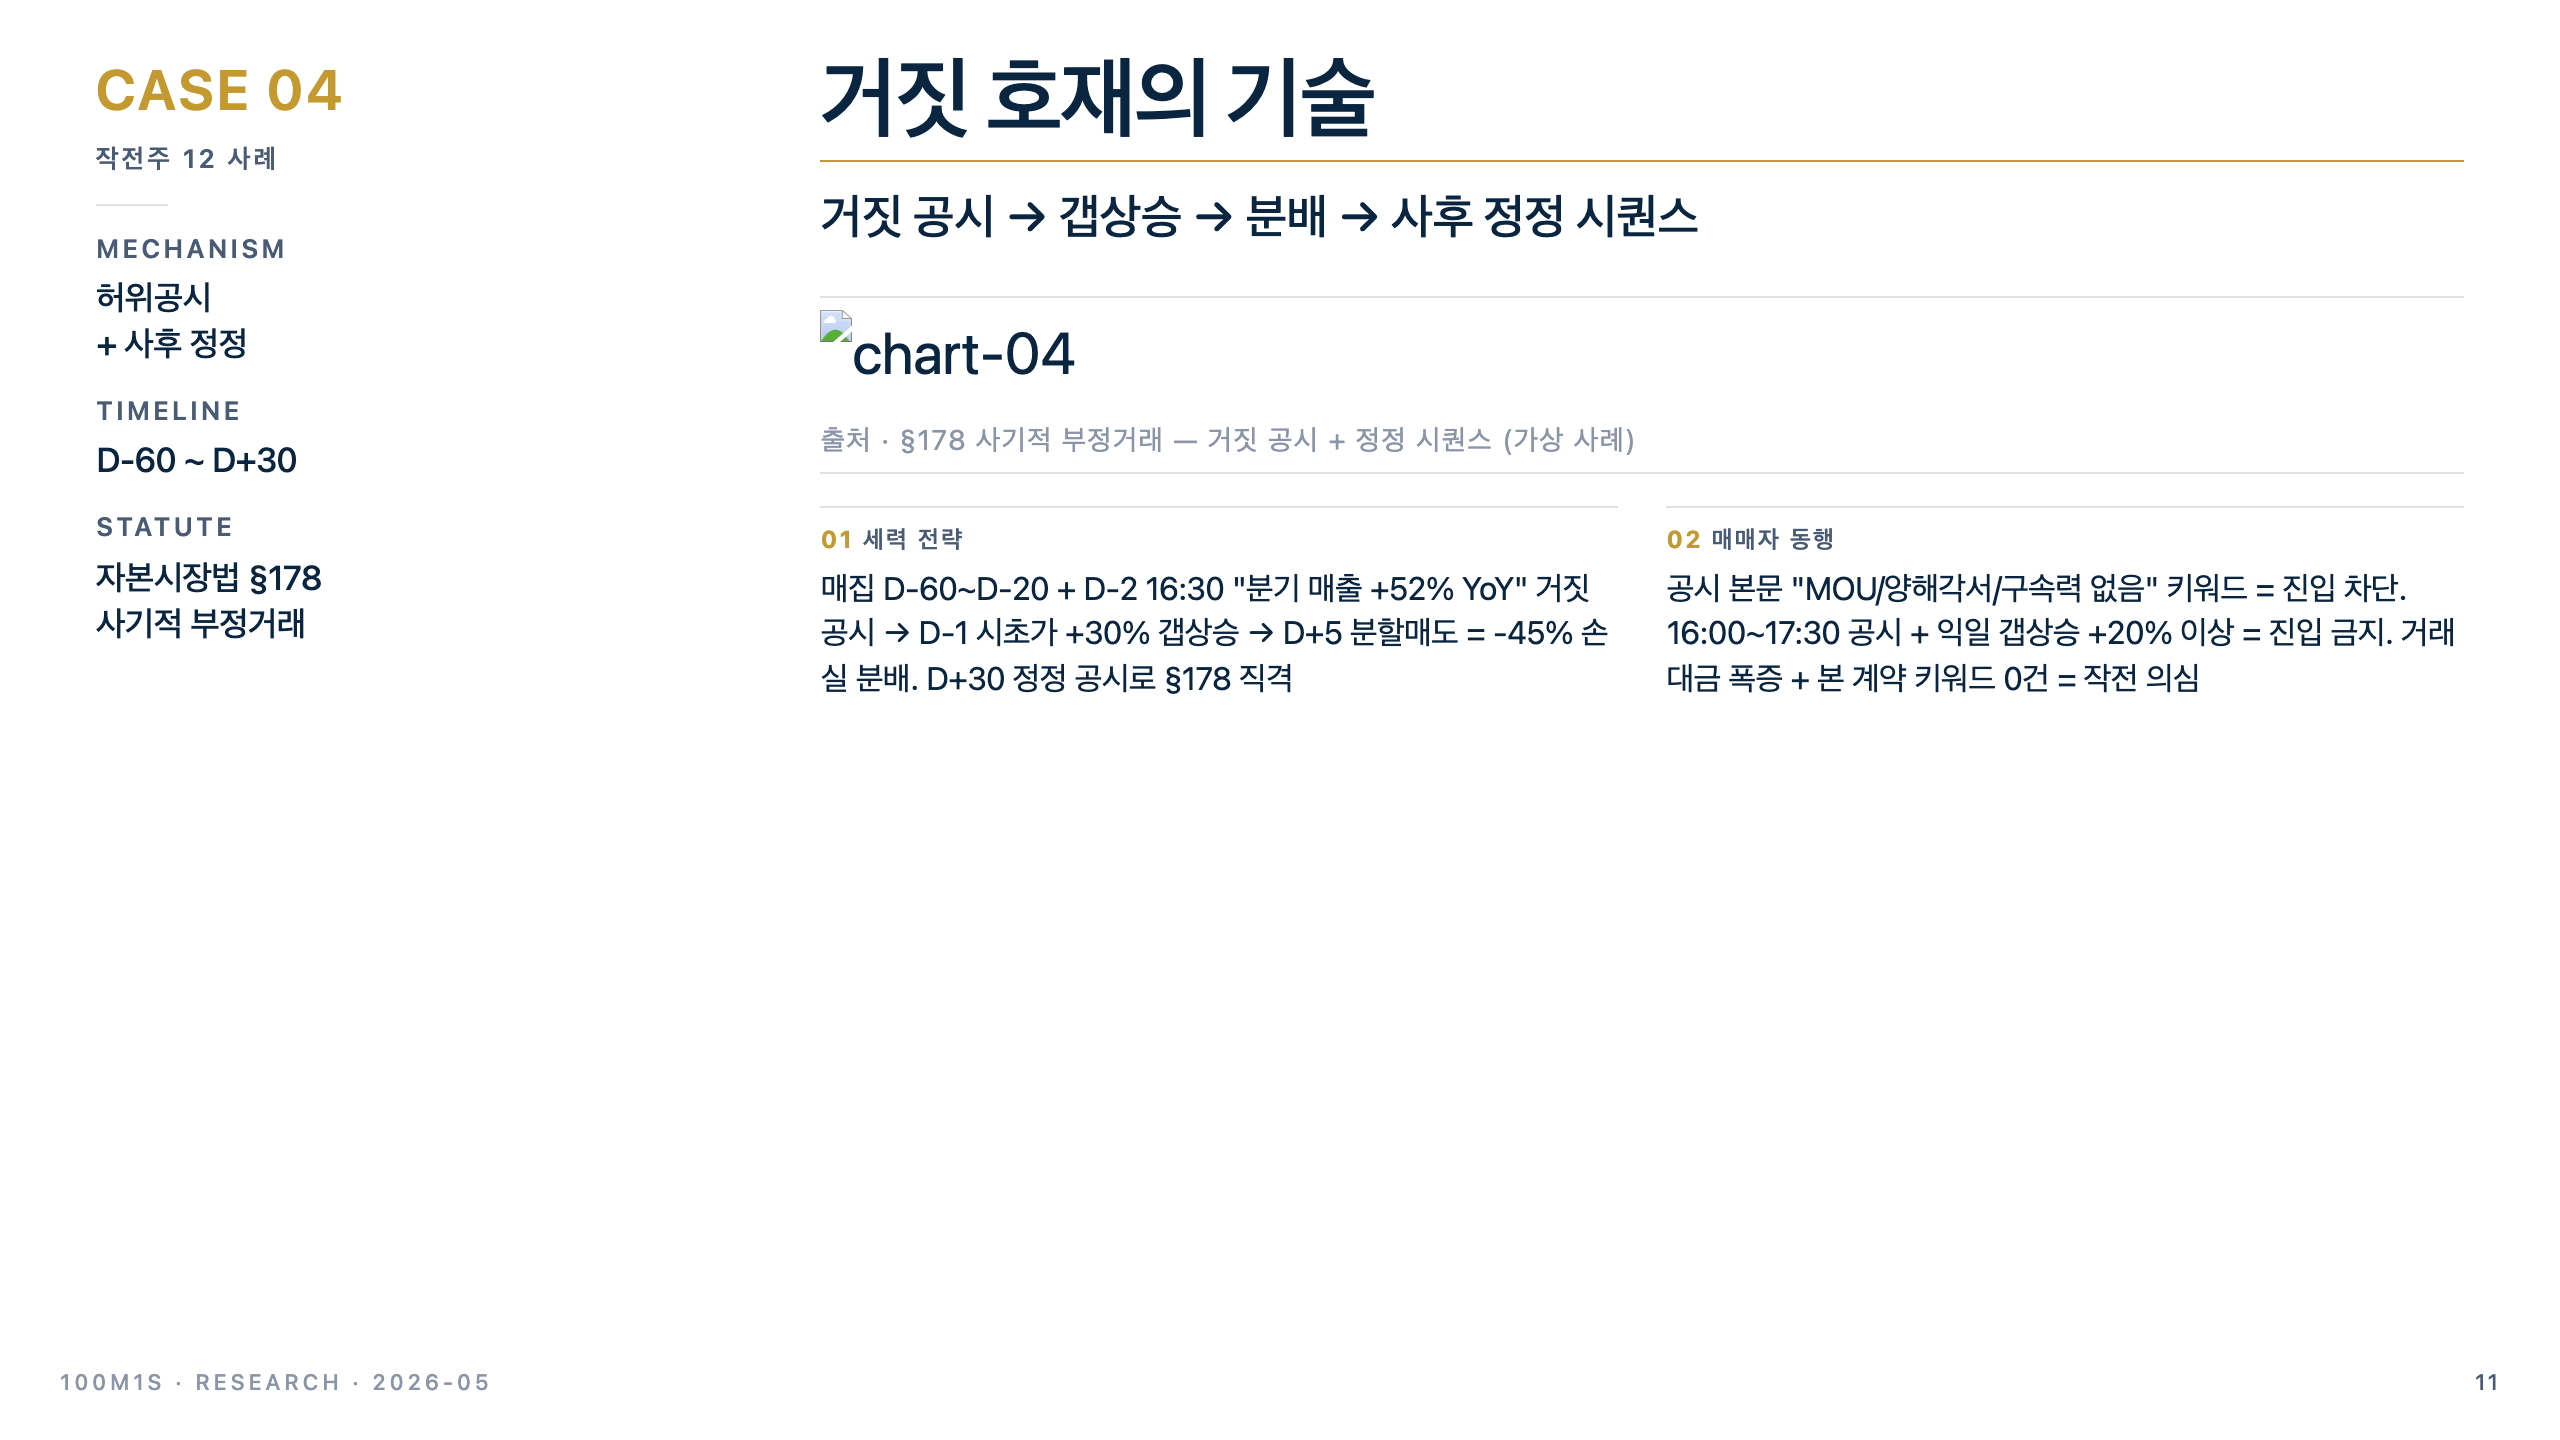 CASE 04
작전주 12 사례
MECHANISM
허위공시
+ 사후 정정
TIMELINE
D-60 ~ D+30
STATUTE
자본시장법 §178
사기적 부정거래
거짓 호재의 기술
거짓 공시 → 갭상승 → 분배 → 사후 정정 시퀀스
chart-04
출처 · §178 사기적 부정거래 — 거짓 공시 + 정정 시퀀스 (가상 사례)
01 세력 전략
매집 D-60~D-20 + D-2 16:30 "분기 매출 +52% YoY" 거짓
공시 → D-1 시초가 +30% 갭상승 → D+5 분할매도 = -45% 손
실 분배. D+30 정정 공시로 §178 직격
02 매매자 동행
공시 본문 "MOU/양해각서/구속력 없음" 키워드 = 진입 차단.
16:00~17:30 공시 + 익일 갭상승 +20% 이상 = 진입 금지. 거래
대금 폭증 + 본 계약 키워드 0건 = 작전 의심
100M1S · RESEARCH · 2026-05
11